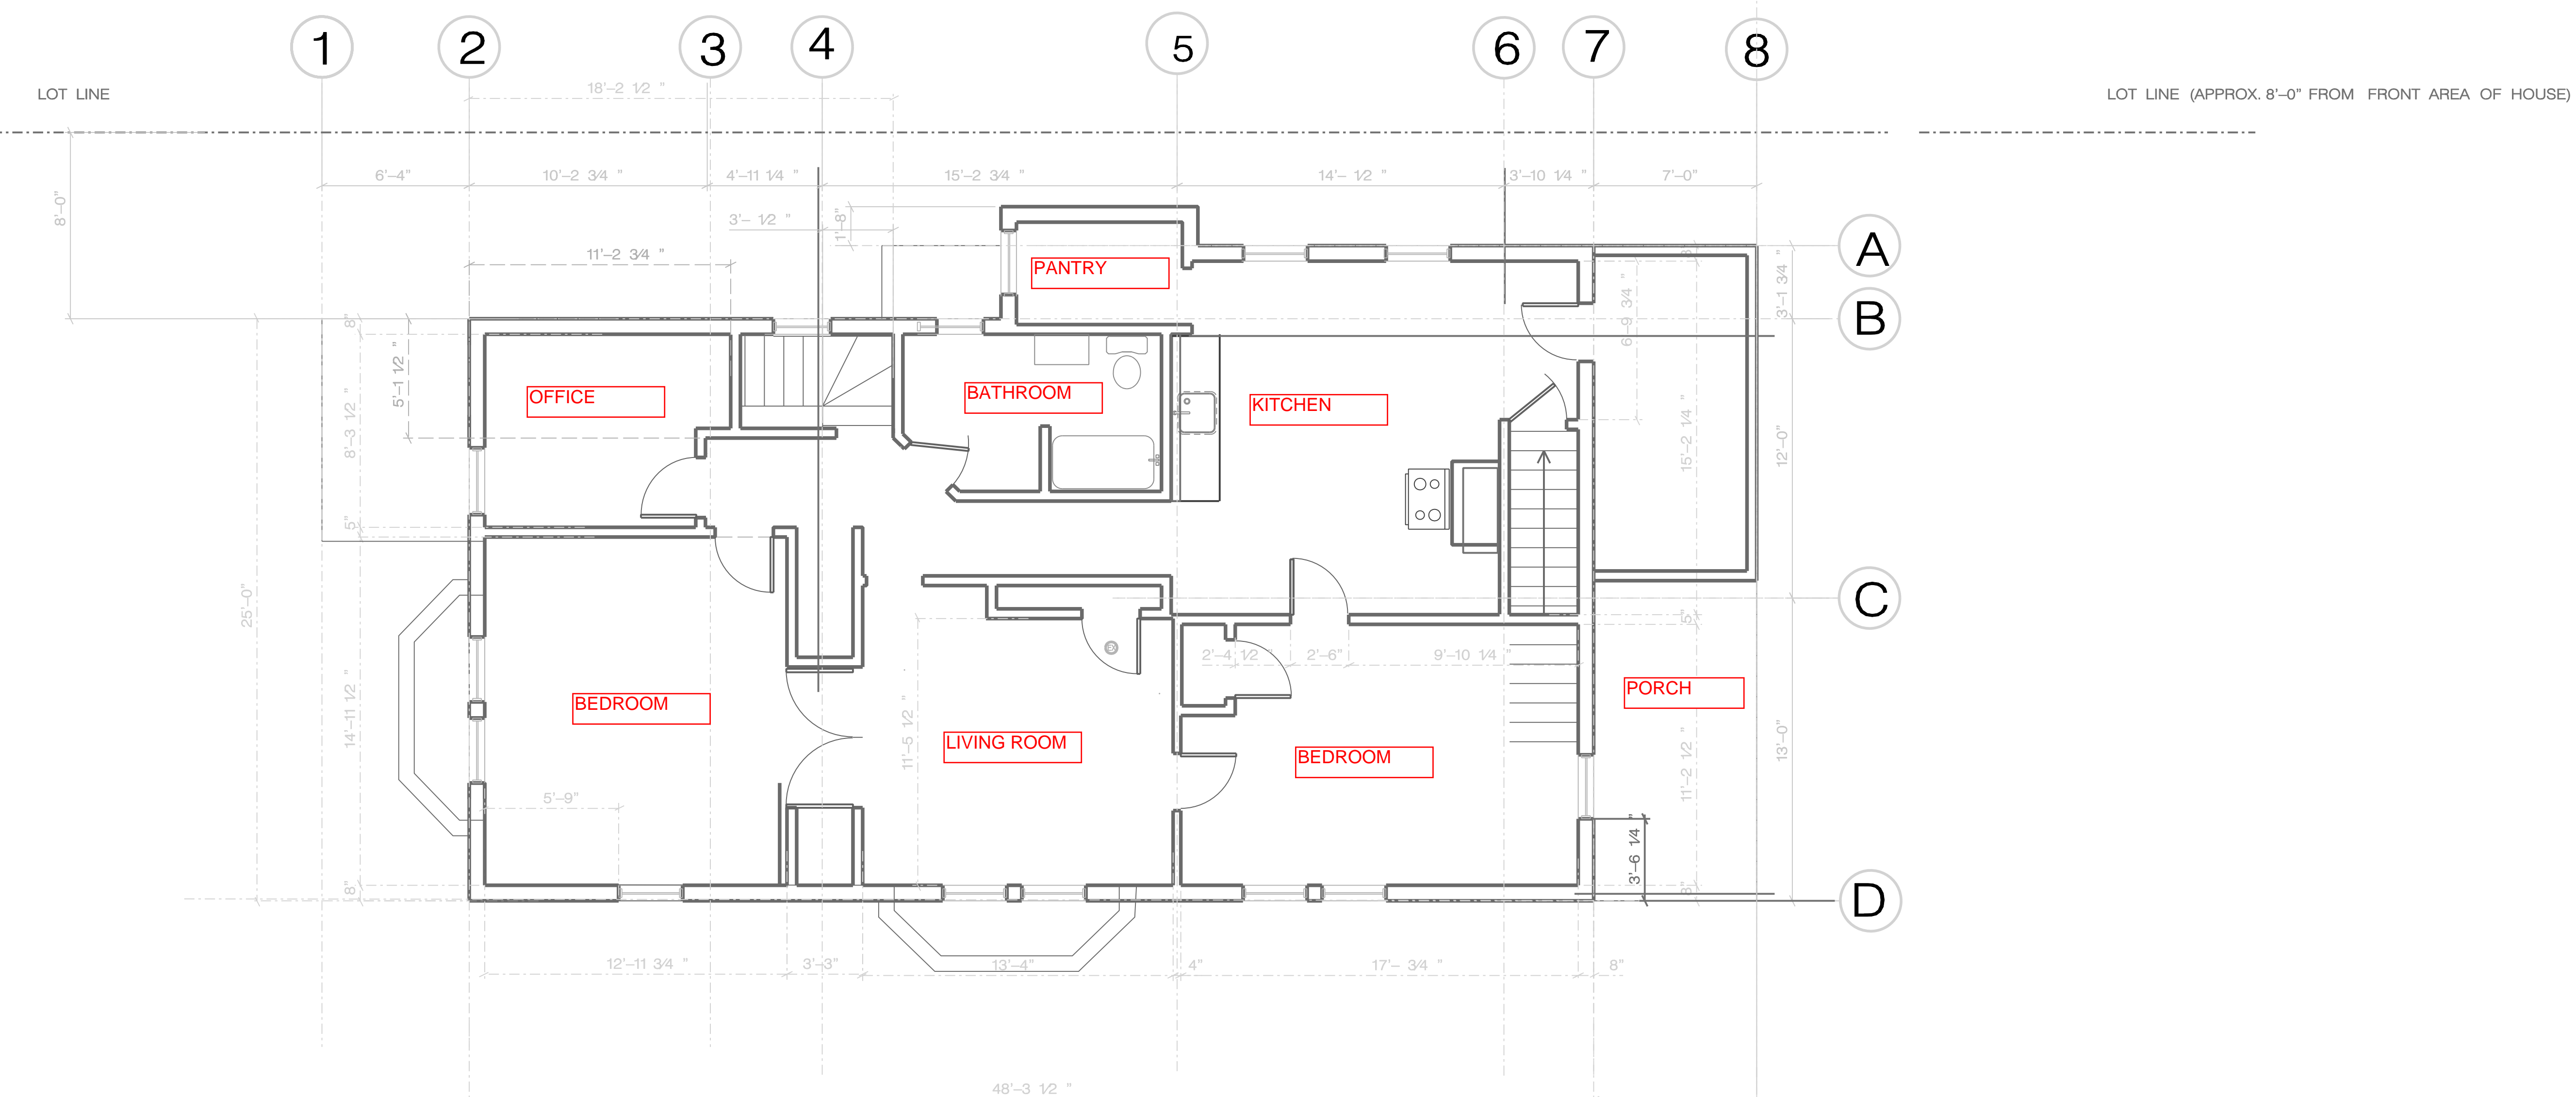 1 2 3 4 5 6 7 8
18'–2 1/2 "
LOT LINE
LOT LINE (APPROX. 8'–0" FROM FRONT AREA OF HOUSE)
6'–4" 10'–2 3/4 " 4'–11 1/4 " 15'–2 3/4 " 14'– 1/2 " 3'–10 1/4 " 7'–0"
8'–0"
3'– 1/2 "
1'–8"
11'–2 3/4 "
PANTRY
8"
A
3'–1 3/4 "
6'–9 3/4 "
B
8"
5'–1 1/2 "
OFFICE
BATHROOM
KITCHEN
8'–3 1/2 "
15'–2 1/4 "
12'–0"
5"
25'–0"
C
5"
2'–4 1/2 " 2'–6" 9'–10 1/4 "
BEDROOM
PORCH
14'–11 1/2 "
11'–5 1/2 "
LIVING ROOM
BEDROOM
11'–2 1/2 "
13'–0"
5'–9"
3'–6 1/4 "
8"
8"
D
12'–11 3/4 " 3'–3" 13'–4" 4" 17'– 3/4 " 8"
48'–3 1/2 "